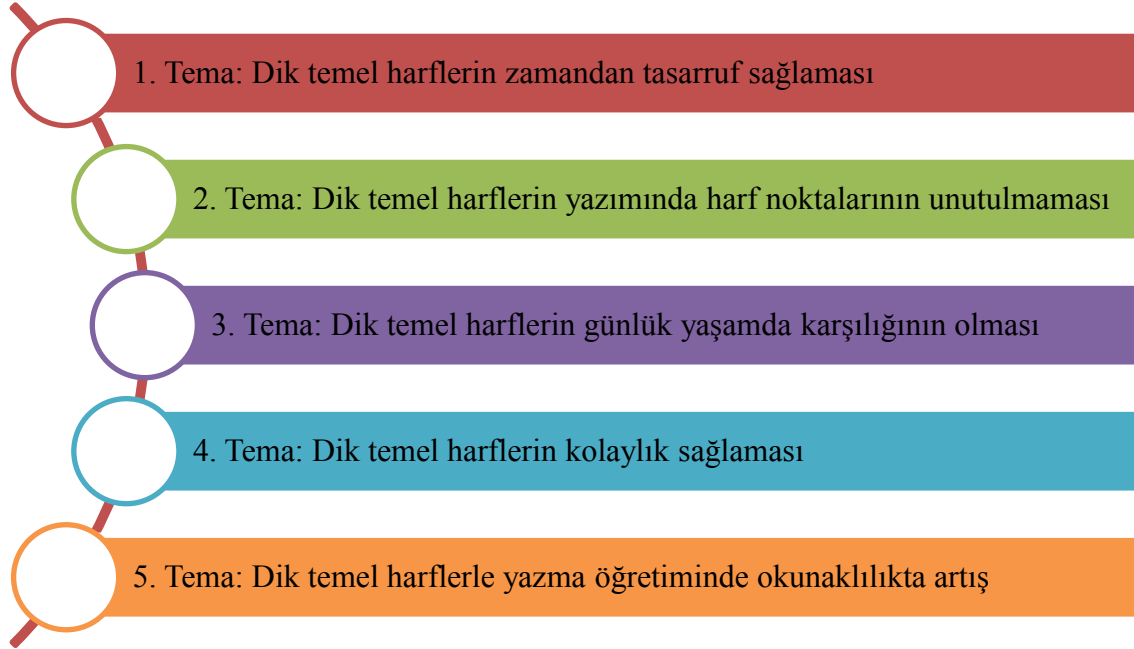 1. Tema: Dik temel harflerin zamandan tasarruf sağlaması
2. Tema: Dik temel harflerin yazımında harf noktalarının unutulmaması
3. Tema: Dik temel harflerin günlük yaşamda karşılığının olması
4. Tema: Dik temel harflerin kolaylık sağlaması
5. Tema: Dik temel harflerle yazma öğretiminde okunaklılıkta artış